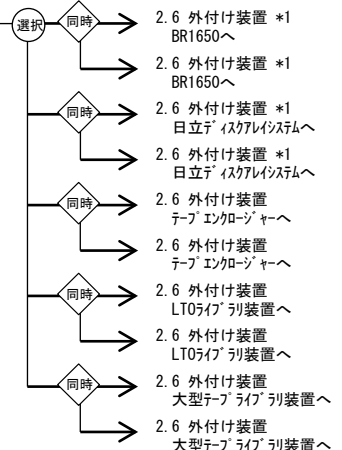 選択
同時
2.6 外付け装置 *1
BR1650へ
2.6 外付け装置 *1
BR1650へ
同時
2.6 外付け装置 *1
日立ﾃﾞｨｽｸｱﾚｲｼｽﾃﾑへ
2.6 外付け装置 *1
日立ﾃﾞｨｽｸｱﾚｲｼｽﾃﾑへ
同時
2.6 外付け装置
ﾃｰﾌﾟｴﾝｸﾛｰｼﾞｬｰへ
2.6 外付け装置
ﾃｰﾌﾟｴﾝｸﾛｰｼﾞｬｰへ
同時
2.6 外付け装置
LTOﾗｲﾌﾞﾗﾘ装置へ
2.6 外付け装置
LTOﾗｲﾌﾞﾗﾘ装置へ
同時
2.6 外付け装置
大型ﾃｰﾌﾟﾗｲﾌﾞﾗﾘ装置へ
2.6 外付け装置
大型ﾃｰﾌﾟﾗｲﾌﾞﾗﾘ装置へ